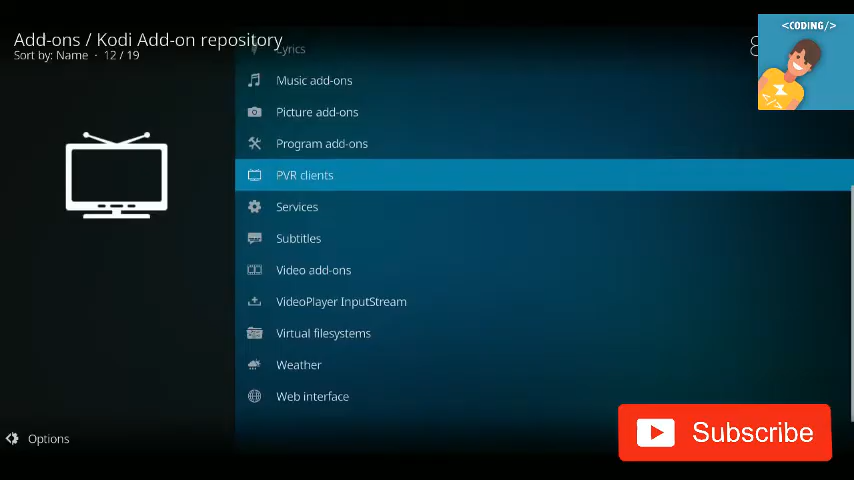 Add-ons / Kodi Add-on repository
Sort by: Name · 12 / 19
<CODING/>
Lyrics
Music add-ons
Picture add-ons
Program add-ons
PVR clients
Services
Subtitles
Video add-ons
VideoPlayer InputStream
Virtual filesystems
Weather
Web interface
Options
Subscribe